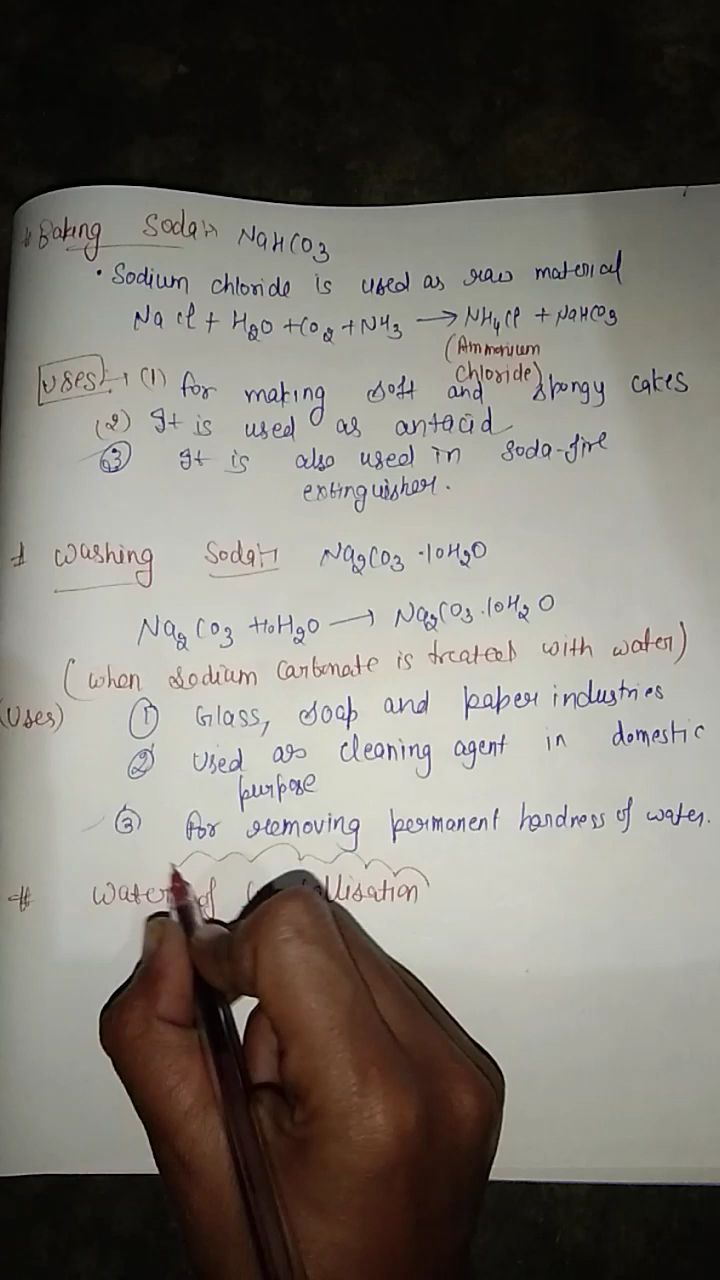 Baking Soda:- NaHCO3
• Sodium chloride is used as raw material
NaCl + H2O + CO2 + NH3 → NH4Cl + NaHCO3
(Ammonium
chloride)
Uses:- (1) for making soft and spongy cakes
(2) It is used as antacid
(3) It is also used in soda-fire
extinguisher.
Washing Soda:- Na2CO3 ·10H2O
Na2CO3 +10H2O → Na2CO3.10H2O
(when sodium carbonate is treated with water)
(Uses) (1) Glass, soap and paper industries
(2) Used as cleaning agent in domestic
purpose
(3) for removing permanent hardness of water.
# Water of